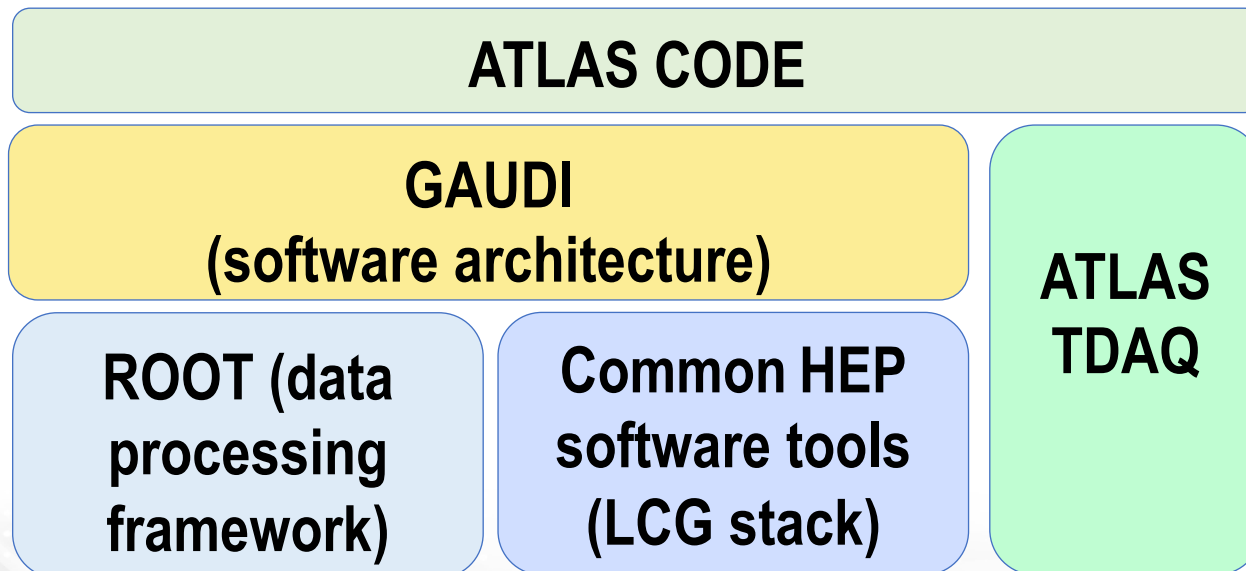 ATLAS CODE
GAUDI
(software architecture)
ATLAS
TDAQ
ROOT (data
processing
framework)
Common HEP
software tools
(LCG stack)